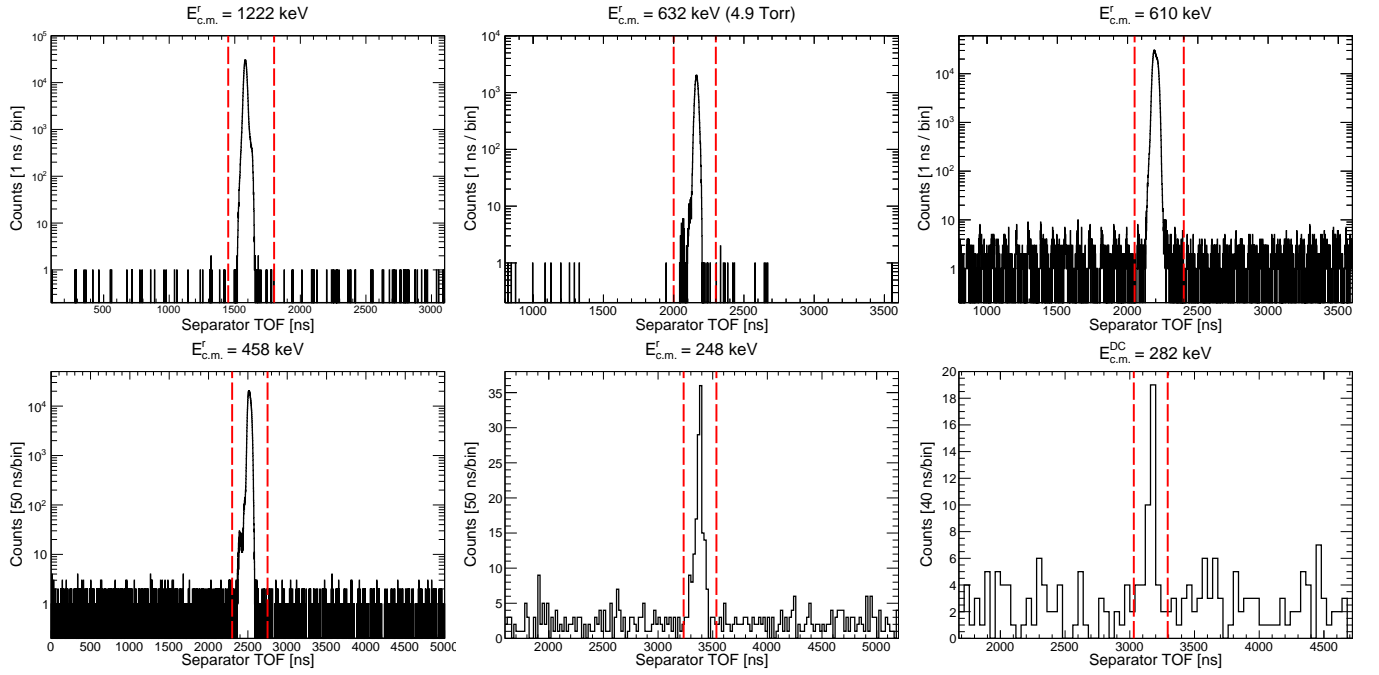 E^r_c.m. = 1222 keV
10^5
10^4
10^3
10^2
10
1
Counts [1 ns / bin]
500 1000 1500 2000 2500 3000
Separator TOF [ns]
E^r_c.m. = 632 keV (4.9 Torr)
10^4
10^3
10^2
10
1
Counts [1 ns / bin]
1000 1500 2000 2500 3000 3500
Separator TOF [ns]
E^r_c.m. = 610 keV
10^4
10^3
10^2
10
1
Counts [1 ns / bin]
1000 1500 2000 2500 3000 3500
Separator TOF [ns]
E^r_c.m. = 458 keV
10^4
10^3
10^2
10
1
Counts [50 ns/bin]
0 500 1000 1500 2000 2500 3000 3500 4000 4500 5000
Separator TOF [ns]
E^r_c.m. = 248 keV
35
30
25
20
15
10
5
0
Counts [50 ns/bin]
2000 2500 3000 3500 4000 4500 5000
Separator TOF [ns]
E^DC_c.m. = 282 keV
20
18
16
14
12
10
8
6
4
2
0
Counts [40 ns/bin]
2000 2500 3000 3500 4000 4500
Separator TOF [ns]